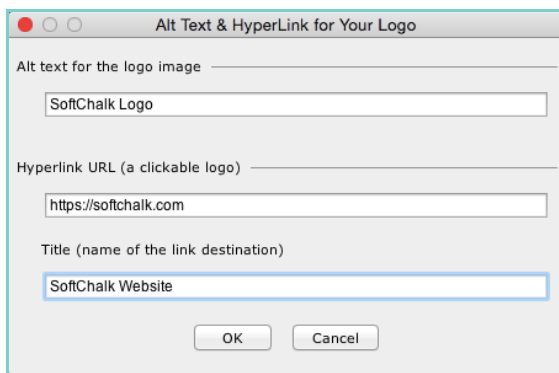 Alt Text & HyperLink for Your Logo
Alt text for the logo image
SoftChalk Logo
Hyperlink URL (a clickable logo)
https://softchalk.com
Title (name of the link destination)
SoftChalk Website
OK Cancel